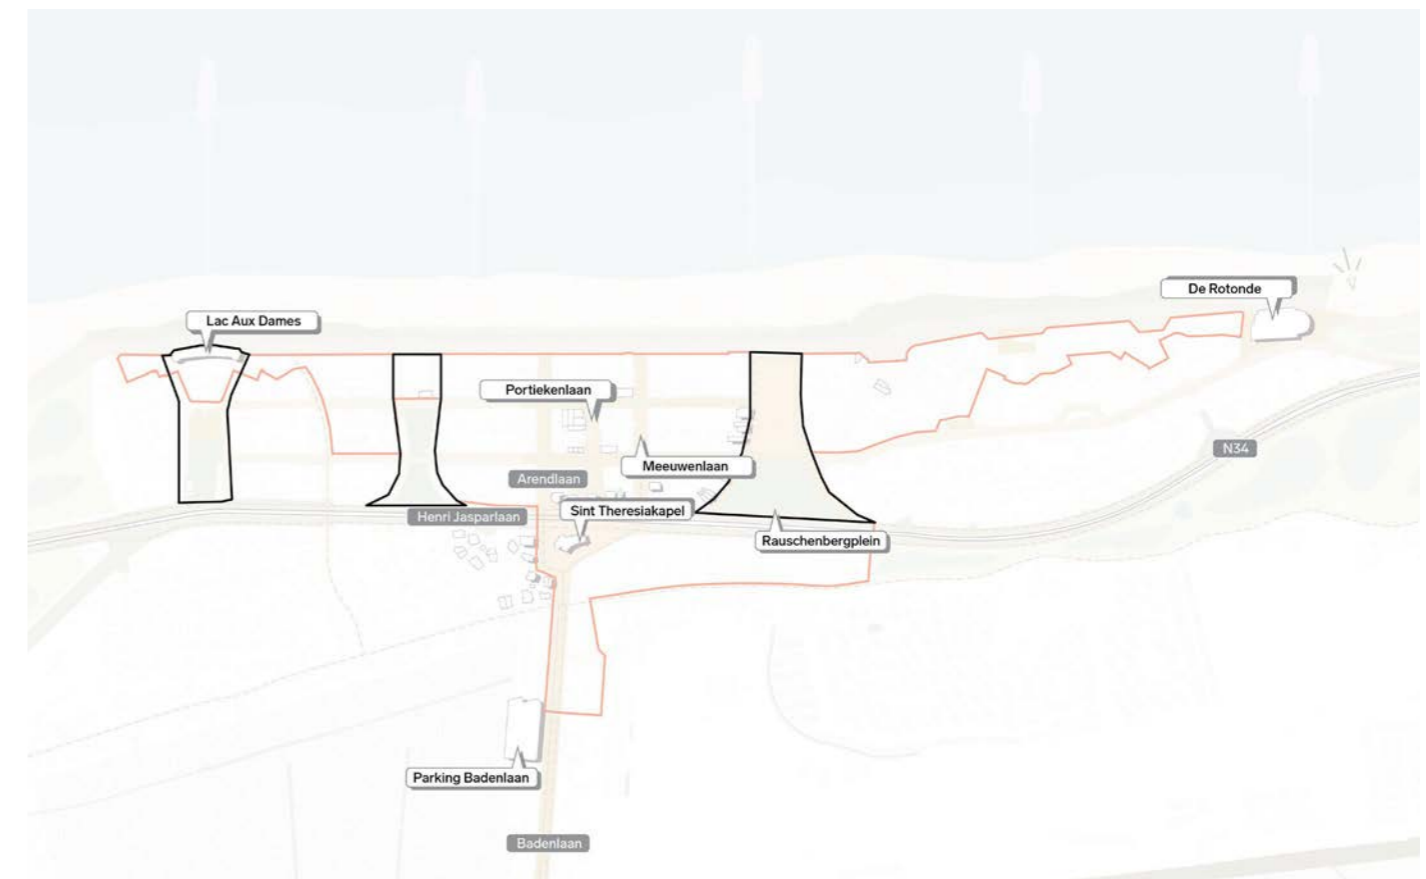 De Rotonde
Lac Aux Dames
Portiekenlaan
N34
Meeuwenlaan
Arendlaan
Sint Theresiakapel
Henri Jasparlaan
Rauschenbergplein
Parking Badenlaan
Badenlaan